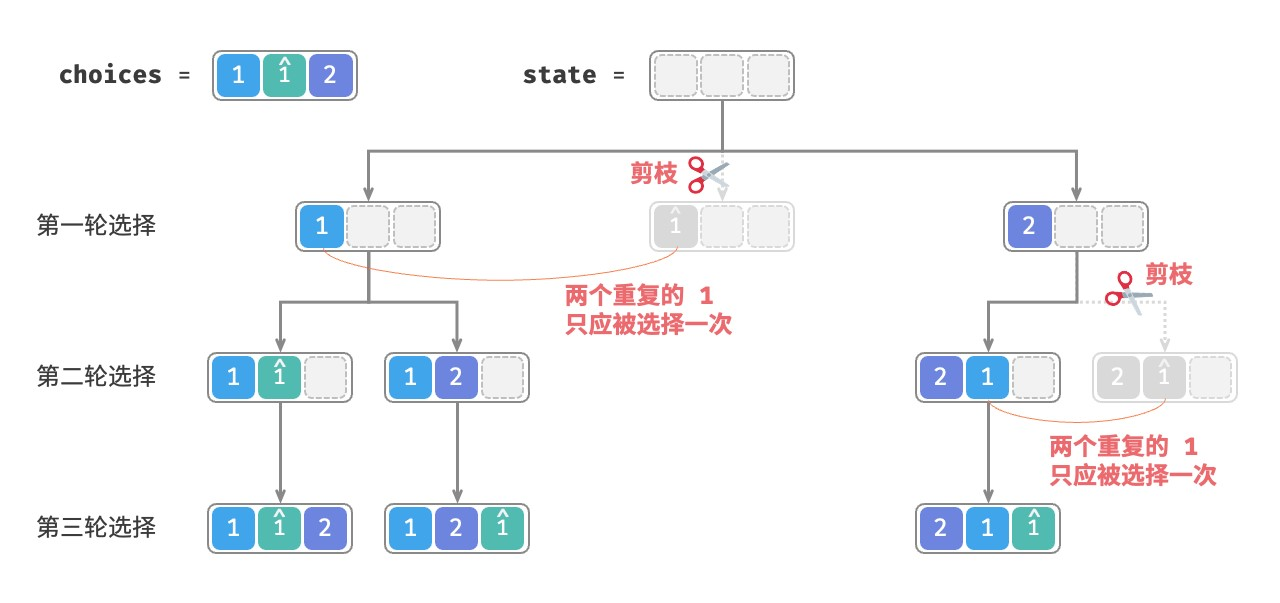 choices = 1 1̂ 2
state =
剪枝
第一轮选择
1
1̂
2
两个重复的 1
只应被选择一次
剪枝
第二轮选择
1 1̂
1 2
2 1
2 1̂
两个重复的 1
只应被选择一次
第三轮选择
1 1̂ 2
1 2 1̂
2 1 1̂